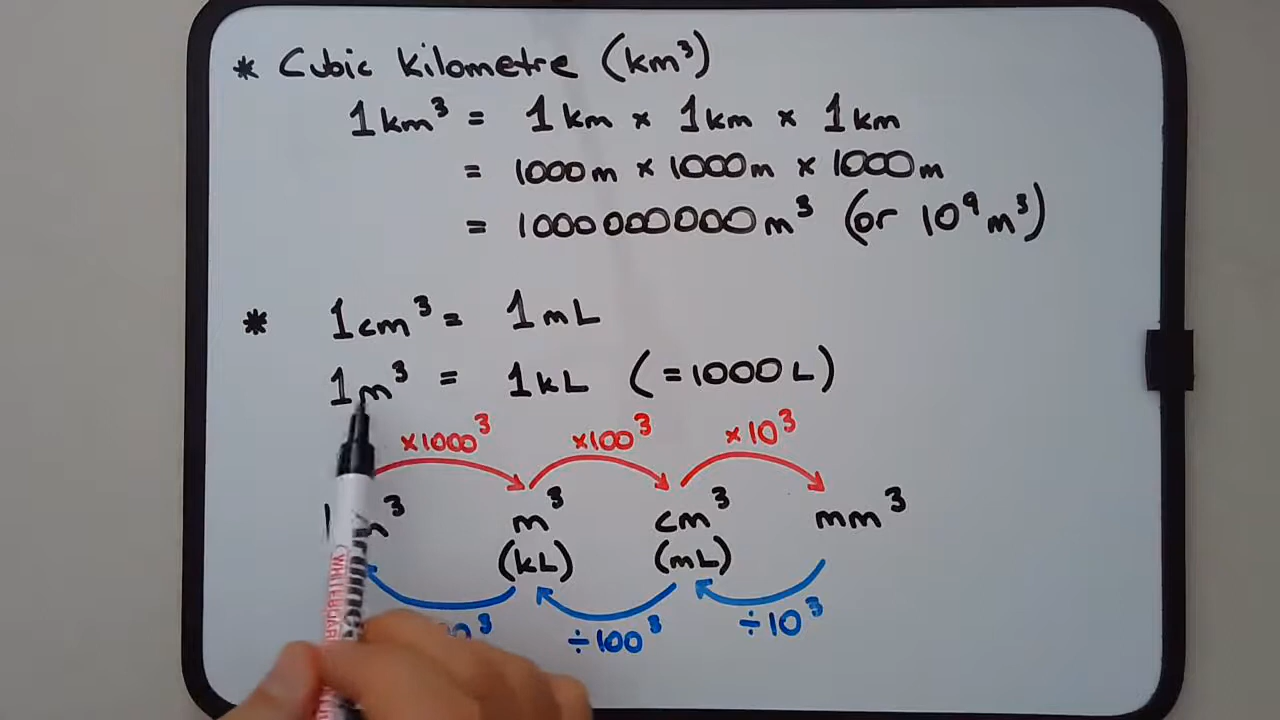 * Cubic Kilometre (km³)
1km³ = 1km × 1km × 1km
= 1000m × 1000m × 1000m
= 1000000000m³ (or 10⁹m³)
* 1cm³ = 1mL
1m³ = 1kL (=1000L)
×1000³ ×100³ ×10³
m³ cm³ mm³
(kL) (mL)
÷100³ ÷10³